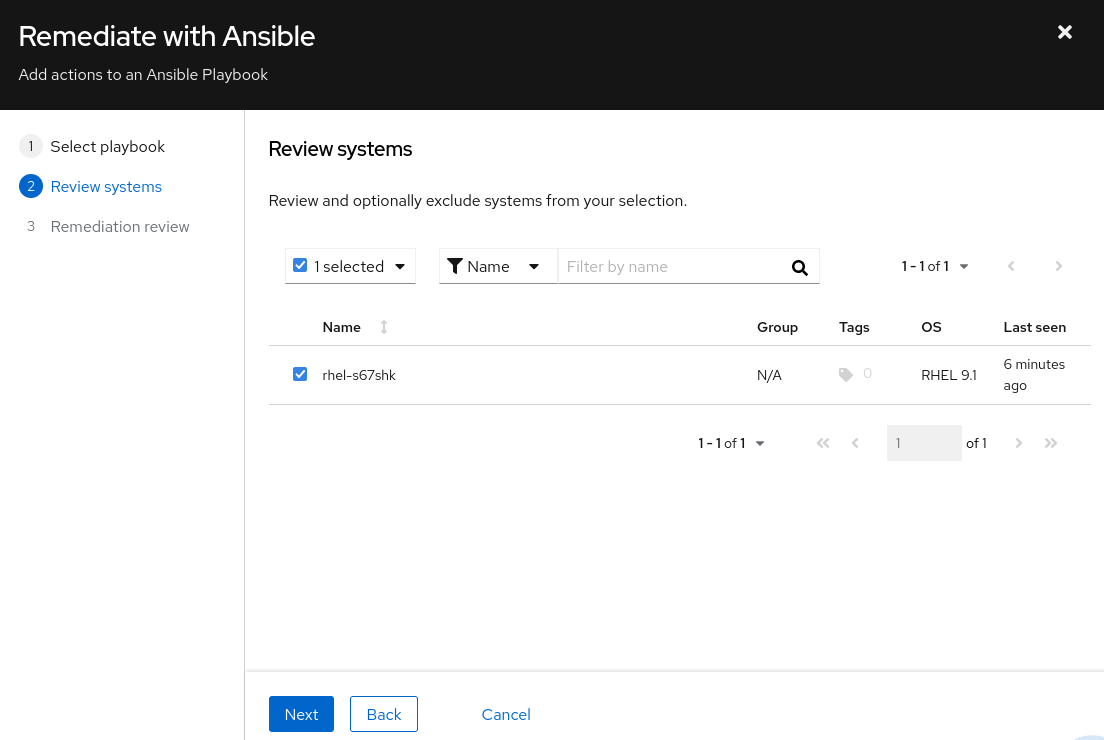 Remediate with Ansible
Add actions to an Ansible Playbook
1 Select playbook
2 Review systems
3 Remediation review
Review systems
Review and optionally exclude systems from your selection.
1 selected Name Filter by name 1 - 1 of 1
Name Group Tags OS Last seen
rhel-s67shk N/A 0 RHEL 9.1 6 minutes
ago
1 - 1 of 1 1 of 1
Next Back Cancel